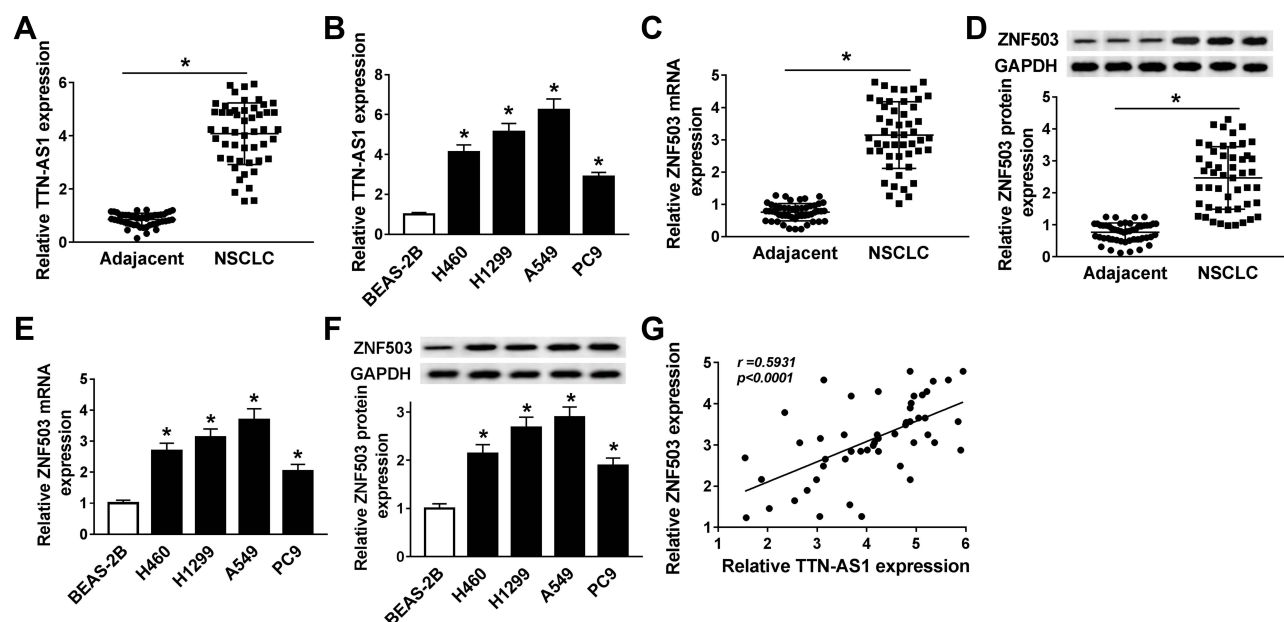 A
Relative TTN-AS1 expression
6
4
2
0
*
Adajacent
NSCLC
B
Relative TTN-AS1 expression
8
6
4
2
0
*
*
*
*
BEAS-2B
H460
H1299
A549
PC9
C
Relative ZNF503 mRNA
expression
5
4
3
2
1
0
*
Adajacent
NSCLC
D
ZNF503
GAPDH
Relative ZNF503 protein
expression
5
4
3
2
1
0
*
Adajacent
NSCLC
E
Relative ZNF503 mRNA
expression
5
4
3
2
1
0
*
*
*
*
BEAS-2B
H460
H1299
A549
PC9
F
ZNF503
GAPDH
Relative ZNF503 protein
expression
3
2
1
0
*
*
*
*
BEAS-2B
H460
H1299
A549
PC9
G
Relative ZNF503 expression
5
4
3
2
1
r =0.5931
p<0.0001
1
2
3
4
5
6
Relative TTN-AS1 expression